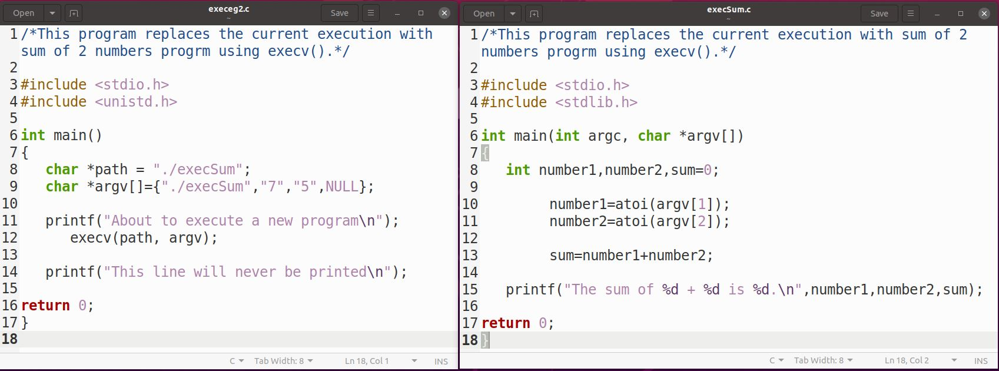 Open
execeg2.c
~
Save
1 /*This program replaces the current execution with
sum of 2 numbers progrm using execv().*/
2
3 #include <stdio.h>
4 #include <unistd.h>
5
6 int main()
7 {
8    char *path = "./execSum";
9    char *argv[]={"./execSum","7","5",NULL};
10
11    printf("About to execute a new program\n");
12       execv(path, argv);
13
14    printf("This line will never be printed\n");
15
16 return 0;
17 }
18
C Tab Width: 8 Ln 18, Col 1 INS
Open
execSum.c
~
Save
1 /*This program replaces the current execution with sum of 2
numbers progrm using execv().*/
2
3 #include <stdio.h>
4 #include <stdlib.h>
5
6 int main(int argc, char *argv[])
7 {
8    int number1,number2,sum=0;
9
10         number1=atoi(argv[1]);
11         number2=atoi(argv[2]);
12
13         sum=number1+number2;
14
15    printf("The sum of %d + %d is %d.\n",number1,number2,sum);
16
17 return 0;
18 }
C Tab Width: 8 Ln 18, Col 2 INS